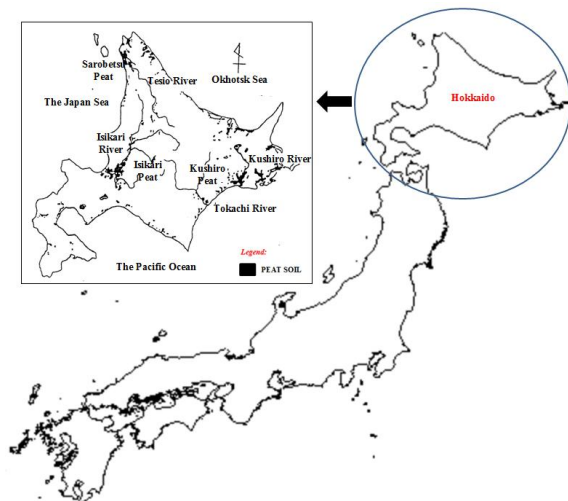 Sarobetsu
Peat
Tesio River
Okhotsk Sea
The Japan Sea
Isikari
River
Isikari
Peat
Kushiro
Peat
Kushiro River
Tokachi River
The Pacific Ocean
Legend:
PEAT SOIL
Hokkaido